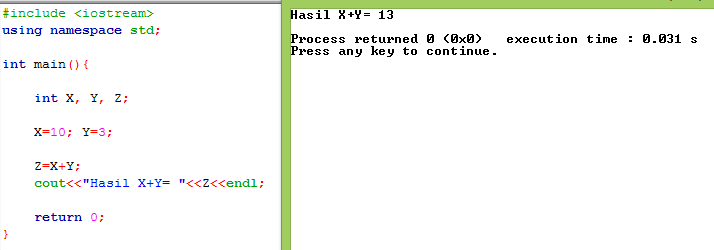 #include <iostream>
using namespace std;
int main(){
int X, Y, Z;
X=10; Y=3;
Z=X+Y;
cout<<"Hasil X+Y= "<<Z<<endl;
return 0;
}
Hasil X+Y= 13
Process returned 0 (0x0)   execution time : 0.031 s
Press any key to continue.